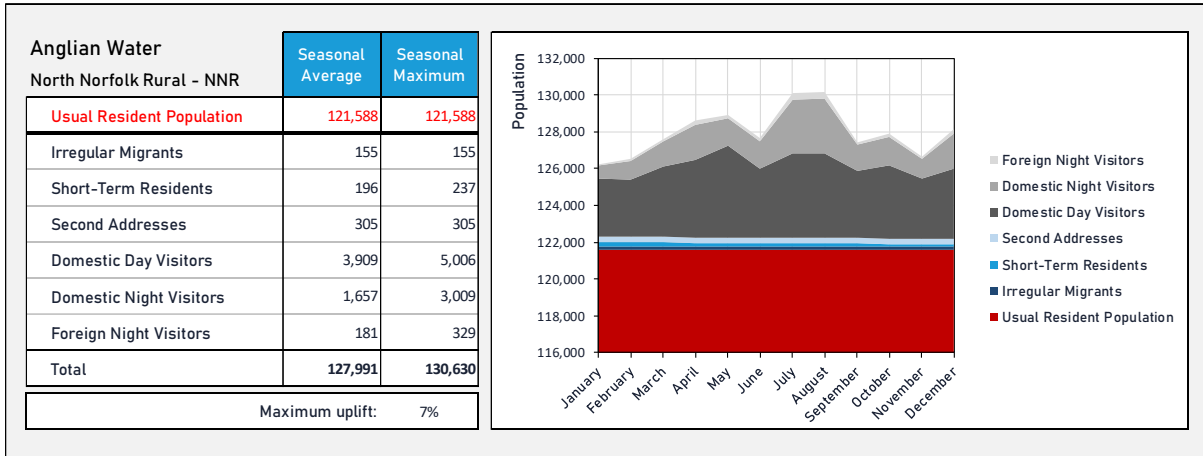 Anglian Water
North Norfolk Rural - NNR
Seasonal Average
Seasonal Maximum
Usual Resident Population 121,588 121,588
Irregular Migrants 155 155
Short-Term Residents 196 237
Second Addresses 305 305
Domestic Day Visitors 3,909 5,006
Domestic Night Visitors 1,657 3,009
Foreign Night Visitors 181 329
Total 127,991 130,630
Maximum uplift: 7%
Population
132,000
130,000
128,000
126,000
124,000
122,000
120,000
118,000
116,000
January
February
March
April
May
June
July
August
September
October
November
December
Foreign Night Visitors
Domestic Night Visitors
Domestic Day Visitors
Second Addresses
Short-Term Residents
Irregular Migrants
Usual Resident Population